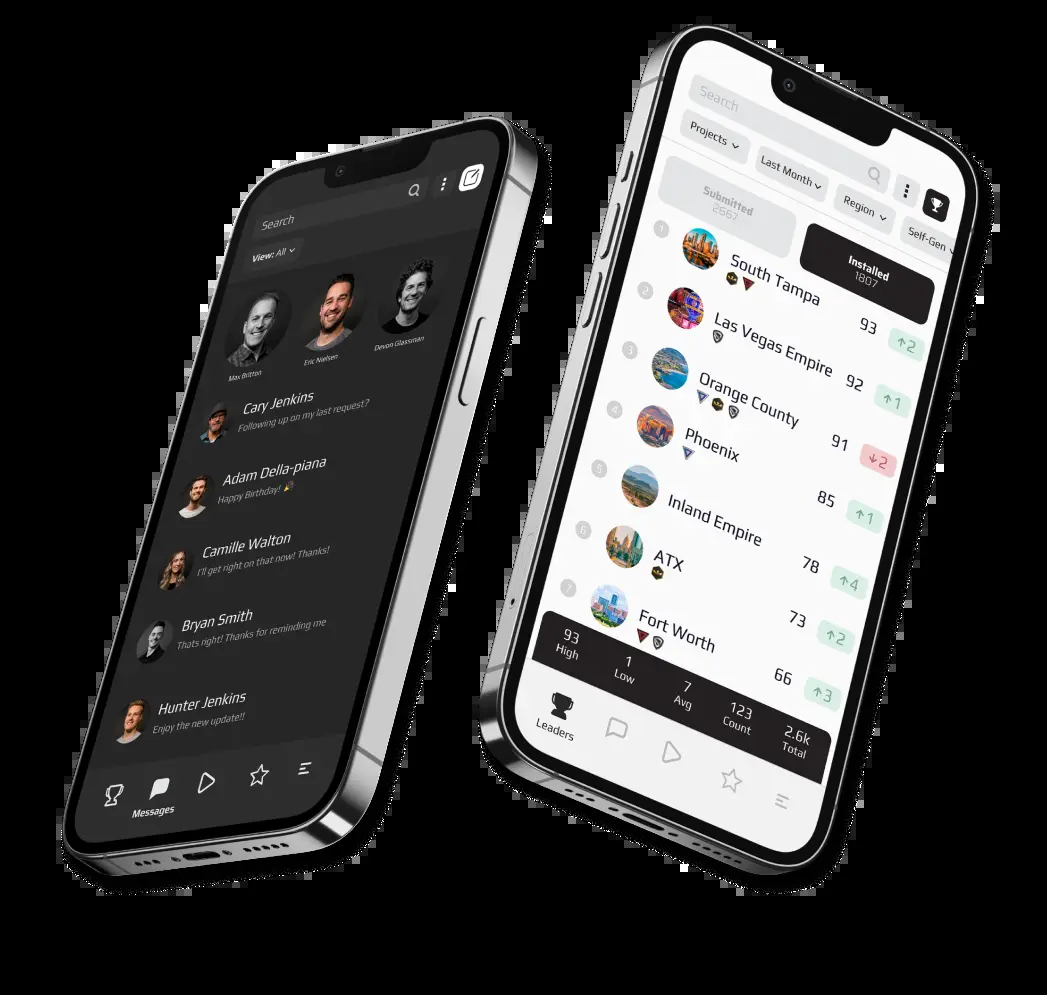 Search
View: All
Max Britton
Eric Nielsen
Devon Glassman
Cary Jenkins
Following up on my last request?
Adam Della-piana
Happy Birthday! 🎉
Camille Walton
I'll get right on that now! Thanks!
Bryan Smith
Thats right! Thanks for reminding me
Hunter Jenkins
Enjoy the new update!!
Messages
Search
Projects
Last Month
Region
Self-Gen
Submitted
2667
Installed
1807
1
South Tampa
93
↑2
2
Las Vegas Empire
92
↑1
3
Orange County
91
↓2
4
Phoenix
85
↑1
5
Inland Empire
78
↑4
6
ATX
73
↑2
7
Fort Worth
66
↑3
93
High
1
Low
7
Avg
123
Count
2.6k
Total
Leaders